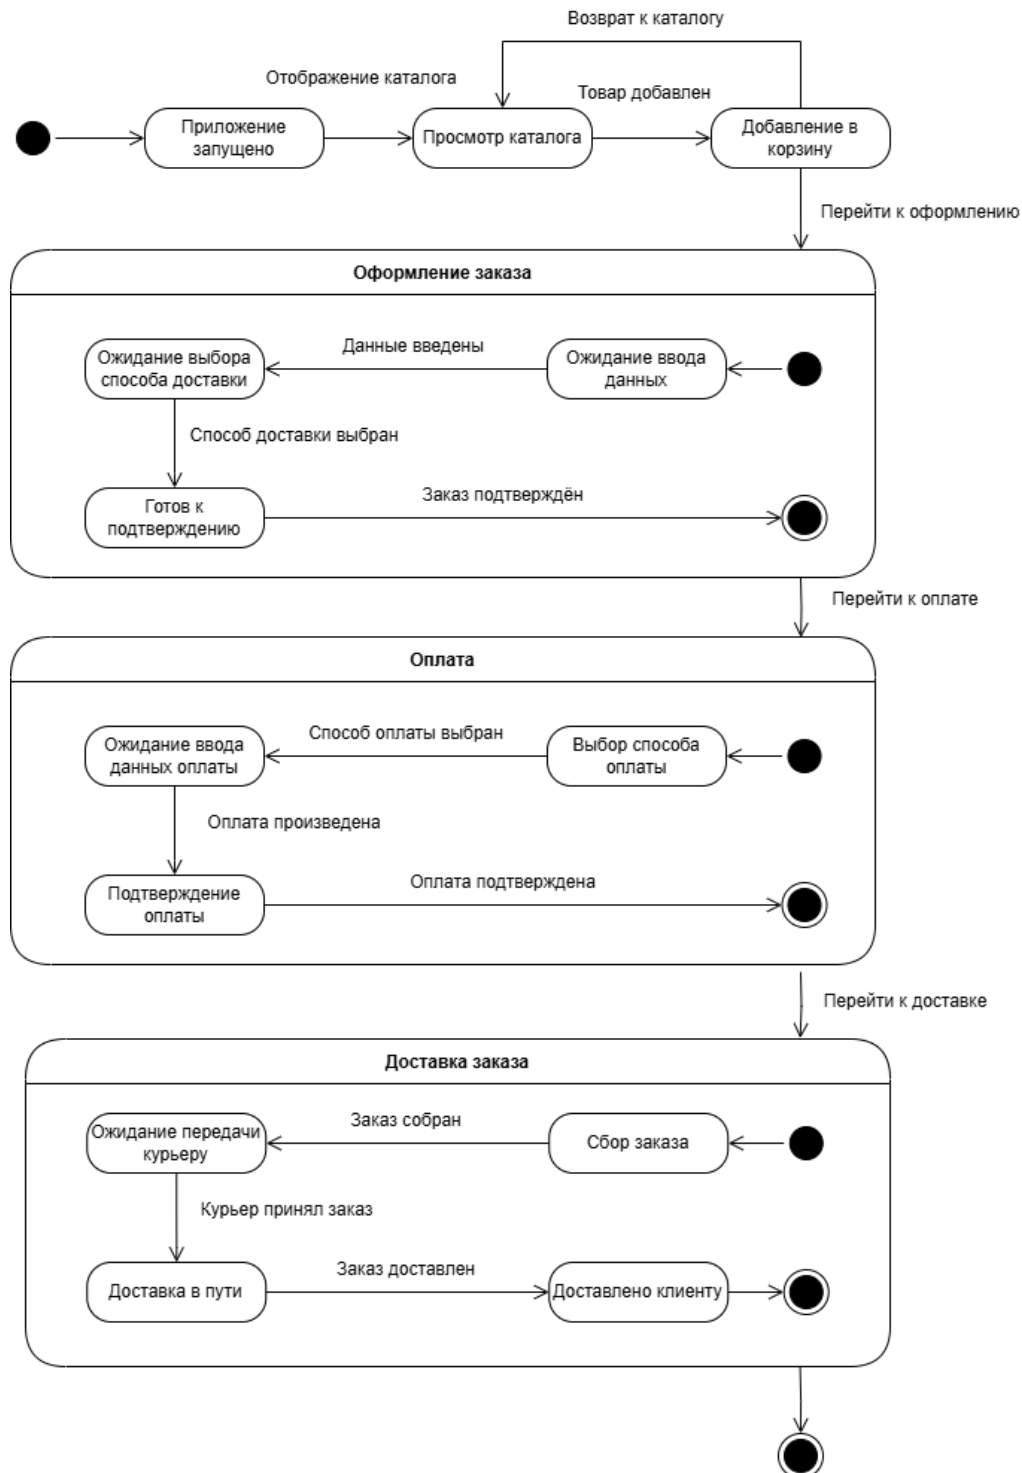 Возврат к каталогу
Отображение каталога
Товар добавлен
Приложение
запущено
Просмотр каталога
Добавление в
корзину
Перейти к оформлению
Оформление заказа
Ожидание выбора
способа доставки
Данные введены
Ожидание ввода
данных
Способ доставки выбран
Готов к
подтверждению
Заказ подтверждён
Перейти к оплате
Оплата
Ожидание ввода
данных оплаты
Способ оплаты выбран
Выбор способа
оплаты
Оплата произведена
Подтверждение
оплаты
Оплата подтверждена
Перейти к доставке
Доставка заказа
Ожидание передачи
курьеру
Заказ собран
Сбор заказа
Курьер принял заказ
Доставка в пути
Заказ доставлен
Доставлено клиенту